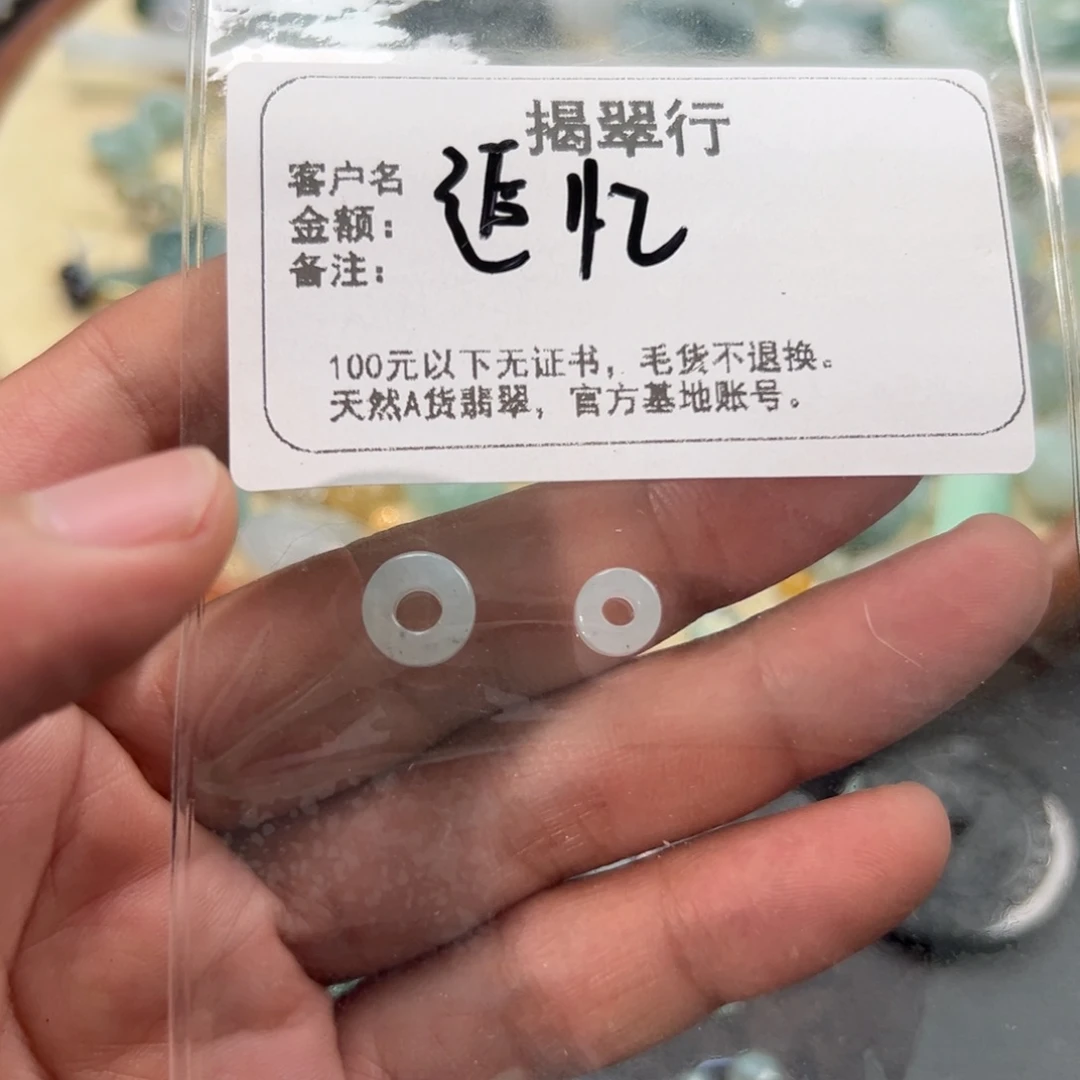 揭翠行
客户名
追忆
金额：
备注：
100元以下无证书，毛货不退换。
天然A货翡翠，官方基地账号。